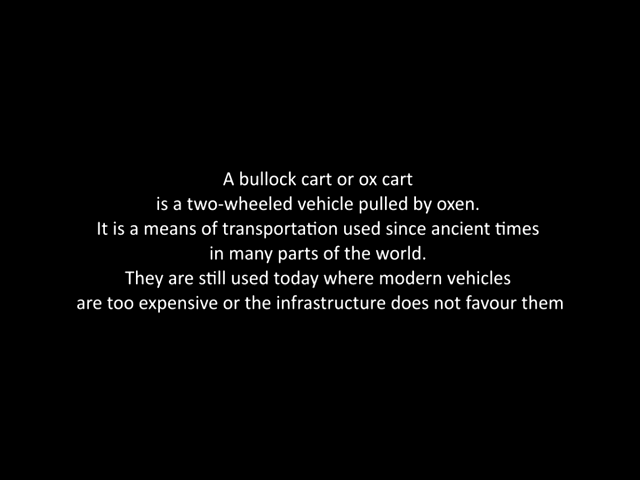 A bullock cart or ox cart
is a two-wheeled vehicle pulled by oxen.
It is a means of transportation used since ancient times
in many parts of the world.
They are still used today where modern vehicles
are too expensive or the infrastructure does not favour them